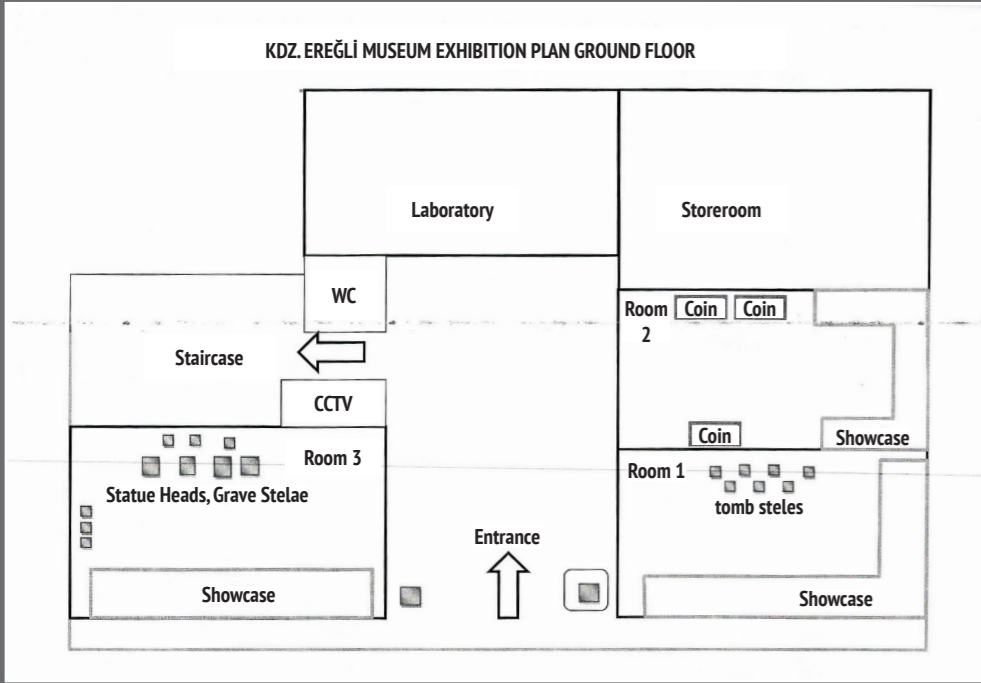 KDZ. EREĞLİ MUSEUM EXHIBITION PLAN GROUND FLOOR
Laboratory
Storeroom
WC
Room
2
Coin
Coin
Staircase
CCTV
Coin
Showcase
Room 3
Statue Heads, Grave Stelae
Room 1
tomb steles
Entrance
Showcase
Showcase